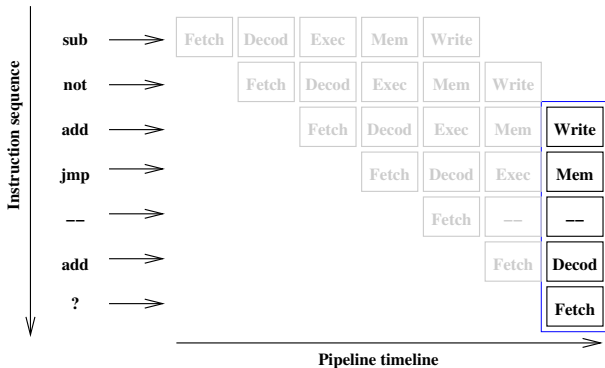 Instruction sequence
sub Fetch Decod Exec Mem Write
not Fetch Decod Exec Mem Write
add Fetch Decod Exec Mem Write
jmp Fetch Decod Exec Mem
-- Fetch -- --
add Fetch Decod
? Fetch
Pipeline timeline